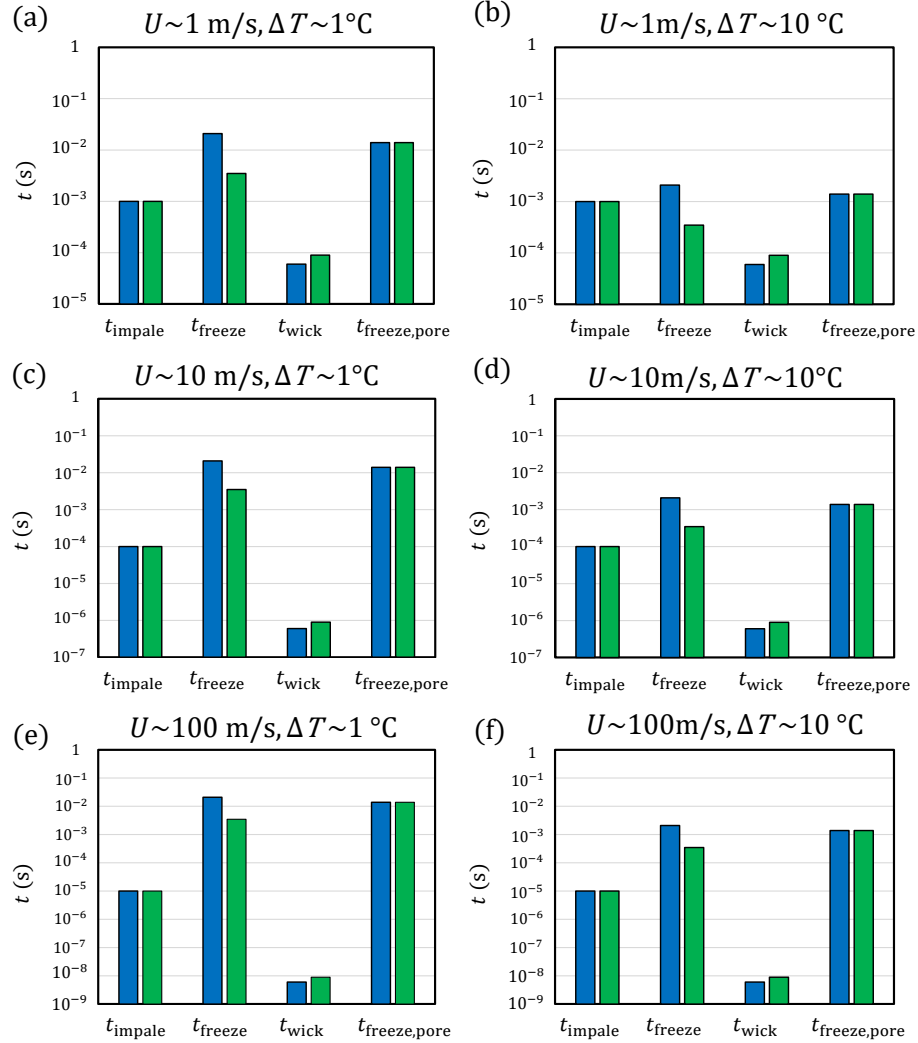 (a) U~1 m/s, ΔT~1°C
1
10⁻¹
10⁻²
10⁻³
10⁻⁴
10⁻⁵
t (s)
t_impale t_freeze t_wick t_freeze,pore
(b) U~1m/s, ΔT~10 °C
1
10⁻¹
10⁻²
10⁻³
10⁻⁴
10⁻⁵
t (s)
t_impale t_freeze t_wick t_freeze,pore
(c) U~10 m/s, ΔT~1°C
1
10⁻¹
10⁻²
10⁻³
10⁻⁴
10⁻⁵
10⁻⁶
10⁻⁷
t (s)
t_impale t_freeze t_wick t_freeze,pore
(d) U~10m/s, ΔT~10°C
1
10⁻¹
10⁻²
10⁻³
10⁻⁴
10⁻⁵
10⁻⁶
10⁻⁷
t (s)
t_impale t_freeze t_wick t_freeze,pore
(e) U~100 m/s, ΔT~1 °C
1
10⁻¹
10⁻²
10⁻³
10⁻⁴
10⁻⁵
10⁻⁶
10⁻⁷
10⁻⁸
10⁻⁹
t (s)
t_impale t_freeze t_wick t_freeze,pore
(f) U~100m/s, ΔT~10 °C
1
10⁻¹
10⁻²
10⁻³
10⁻⁴
10⁻⁵
10⁻⁶
10⁻⁷
10⁻⁸
10⁻⁹
t (s)
t_impale t_freeze t_wick t_freeze,pore